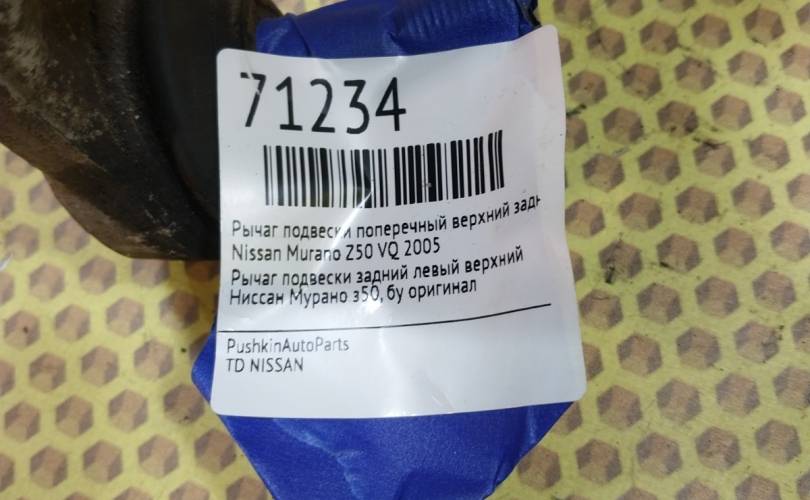 71234
Рычаг подвески поперечный верхний задн
Nissan Murano Z50 VQ 2005
Рычаг подвески задний левый верхний
Ниссан Мурано з50, бу оригинал
PushkinAutoParts
TD NISSAN